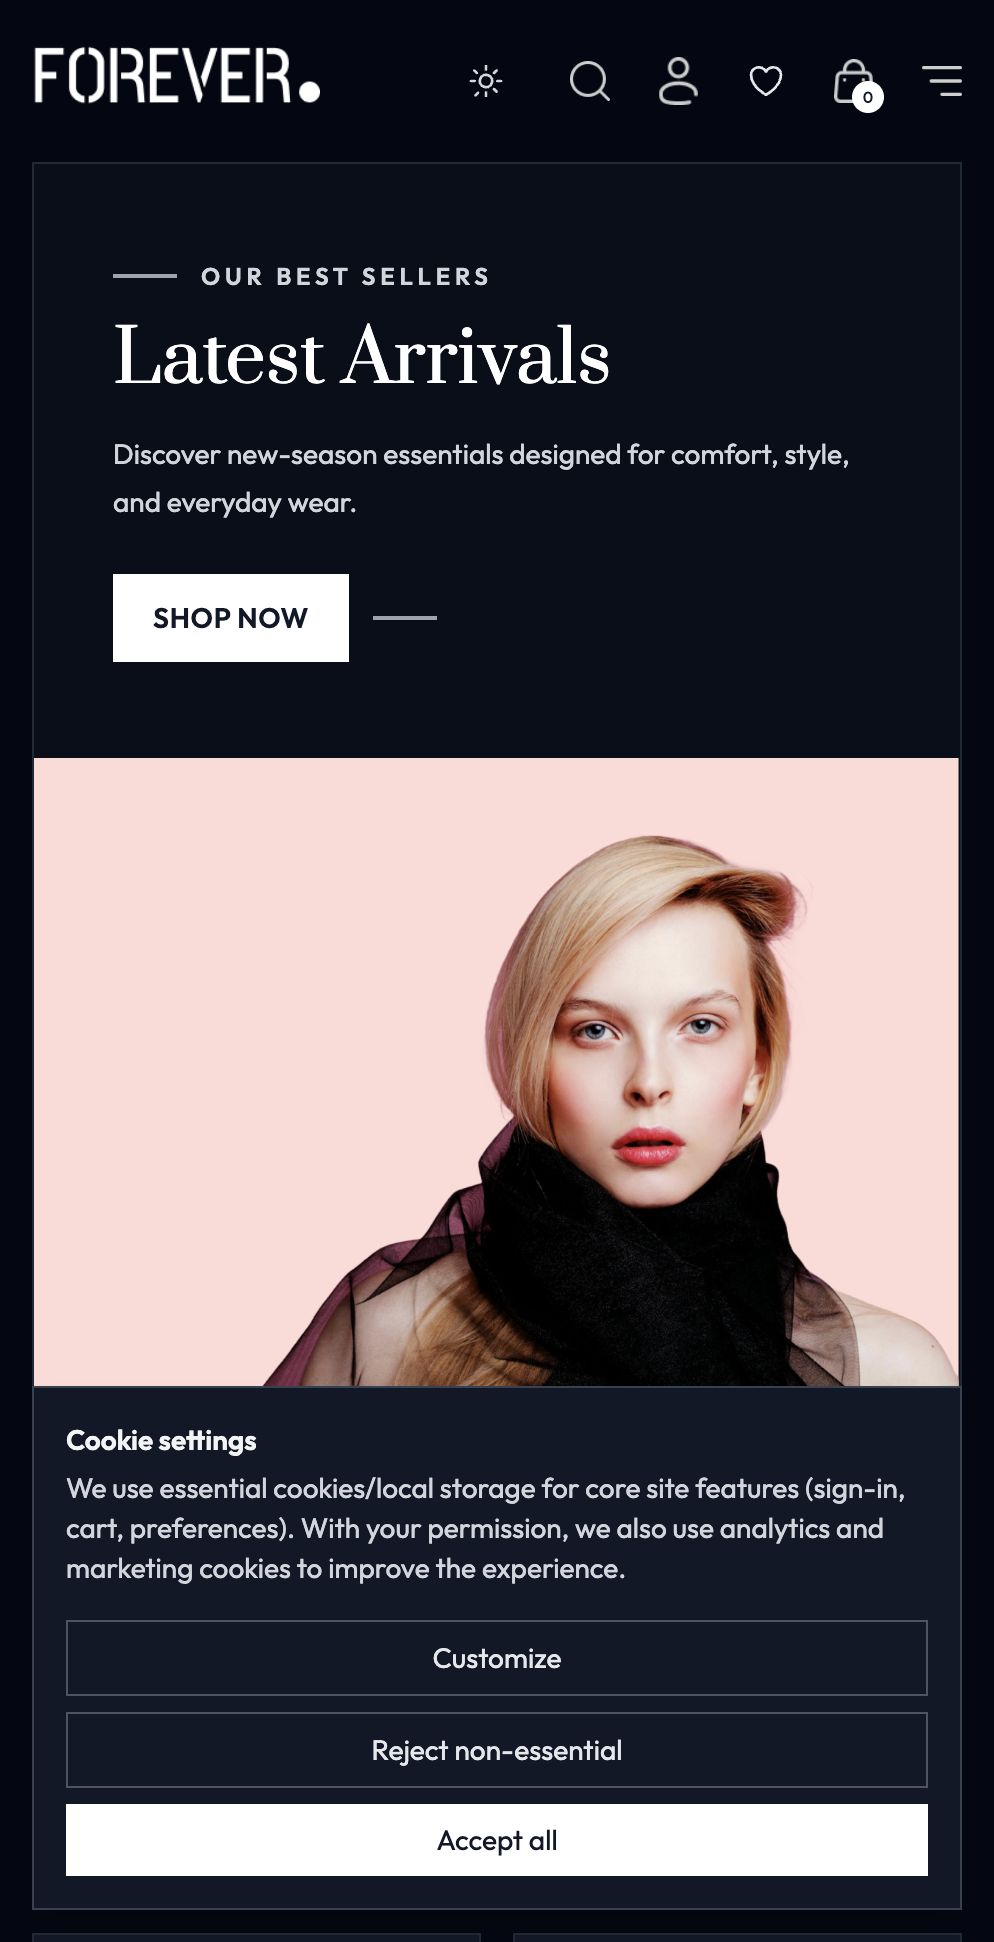 FOREVER.
0
OUR BEST SELLERS
Latest Arrivals
Discover new-season essentials designed for comfort, style,
and everyday wear.
SHOP NOW
Cookie settings
We use essential cookies/local storage for core site features (sign-in,
cart, preferences). With your permission, we also use analytics and
marketing cookies to improve the experience.
Customize
Reject non-essential
Accept all